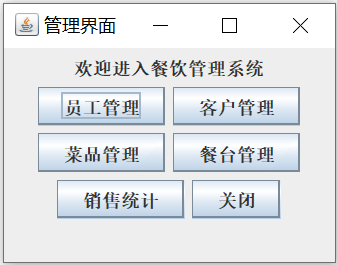 管理界面
欢迎进入餐饮管理系统
员工管理 客户管理
菜品管理 餐台管理
销售统计 关闭